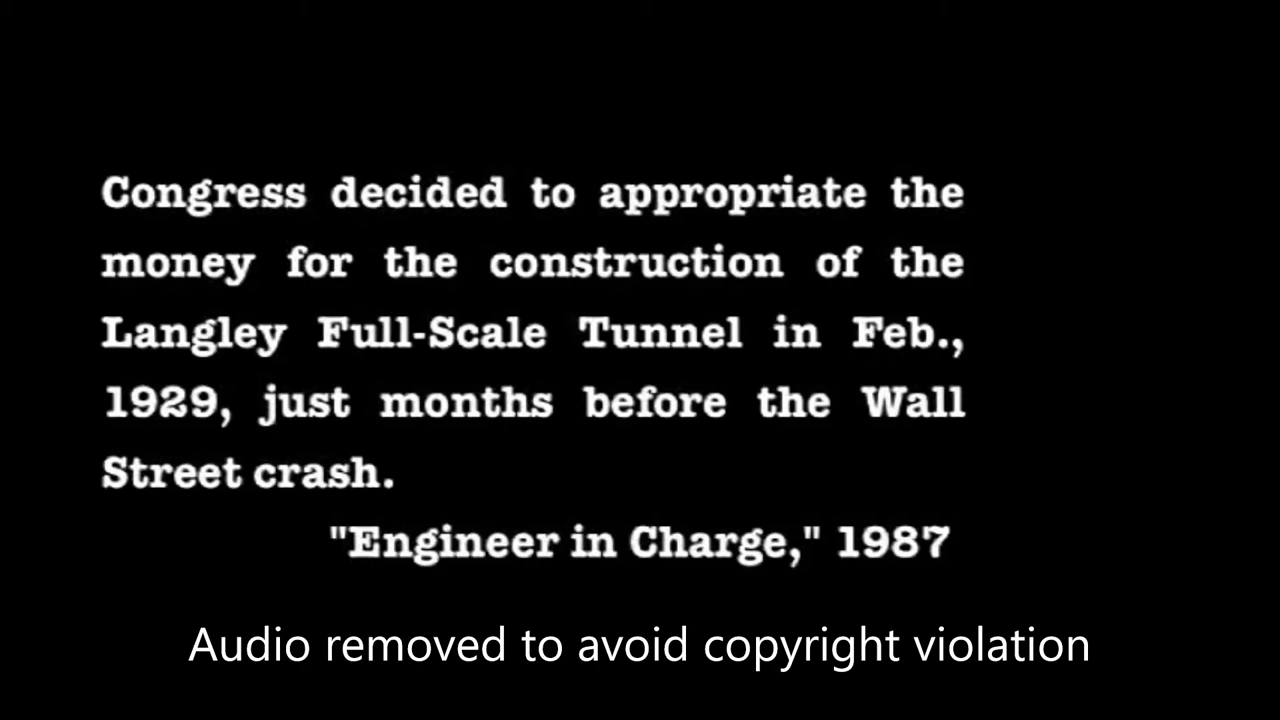 Congress decided to appropriate the
money for the construction of the
Langley Full-Scale Tunnel in Feb.,
1929, just months before the Wall
Street crash.
"Engineer in Charge," 1987
Audio removed to avoid copyright violation